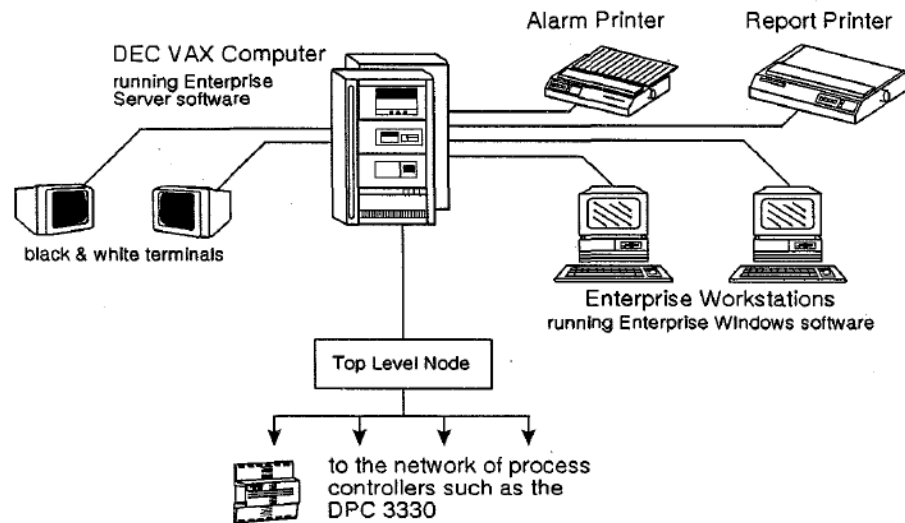 Alarm Printer
Report Printer
DEC VAX Computer
running Enterprise
Server software
black & white terminals
Enterprise Workstations
running Enterprise Windows software
Top Level Node
to the network of process
controllers such as the
DPC 3330